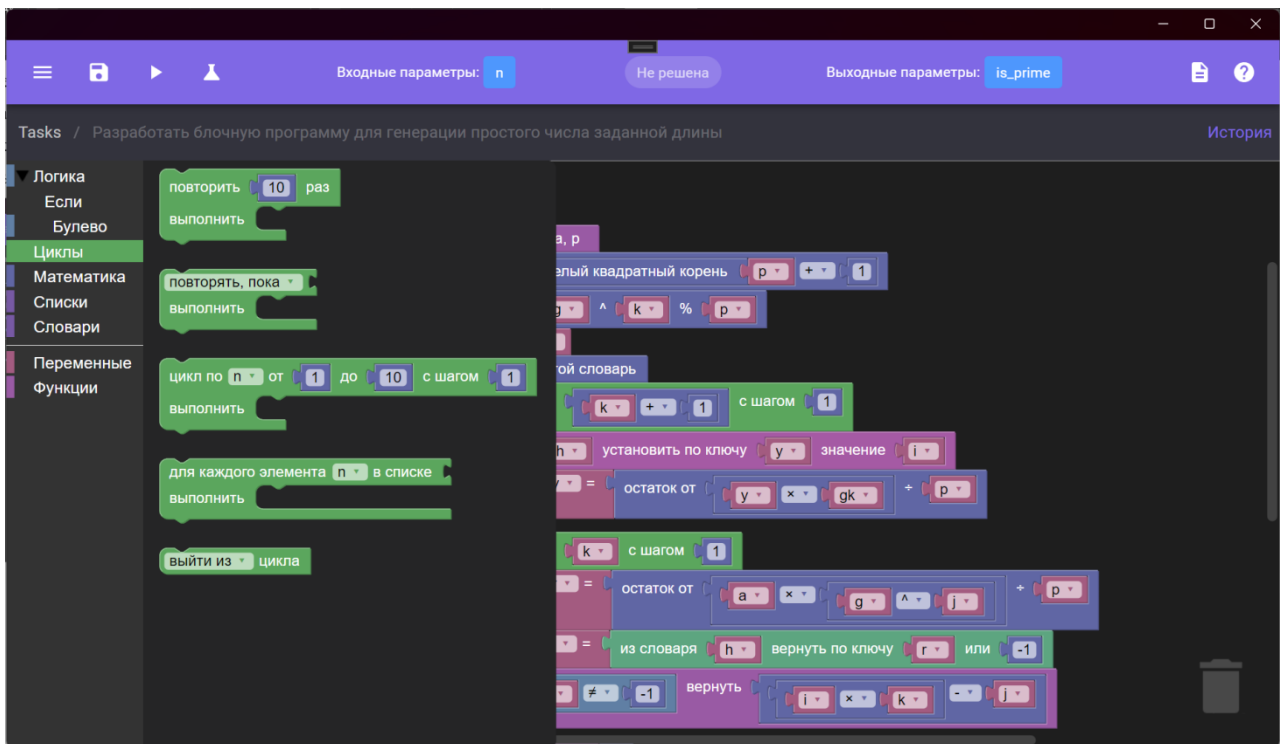 Входные параметры: n Не решена Выходные параметры: is_prime
Tasks / Разработать блочную программу для генерации простого числа заданной длины История
Логика
Если
Булево
Циклы
Математика
Списки
Словари
Переменные
Функции
повторить 10 раз
выполнить
повторять, пока
выполнить
цикл по n от 1 до 10 с шагом 1
выполнить
для каждого элемента n в списке
выполнить
выйти из цикла
а, p
елый квадратный корень p + 1
g ^ k % p
ой словарь
k + 1 с шагом 1
h установить по ключу y значение i
y = остаток от y × gk ÷ p
k с шагом 1
= остаток от a × g ^ j ÷ p
= из словаря h вернуть по ключу r или -1
≠ -1 вернуть i × k - j